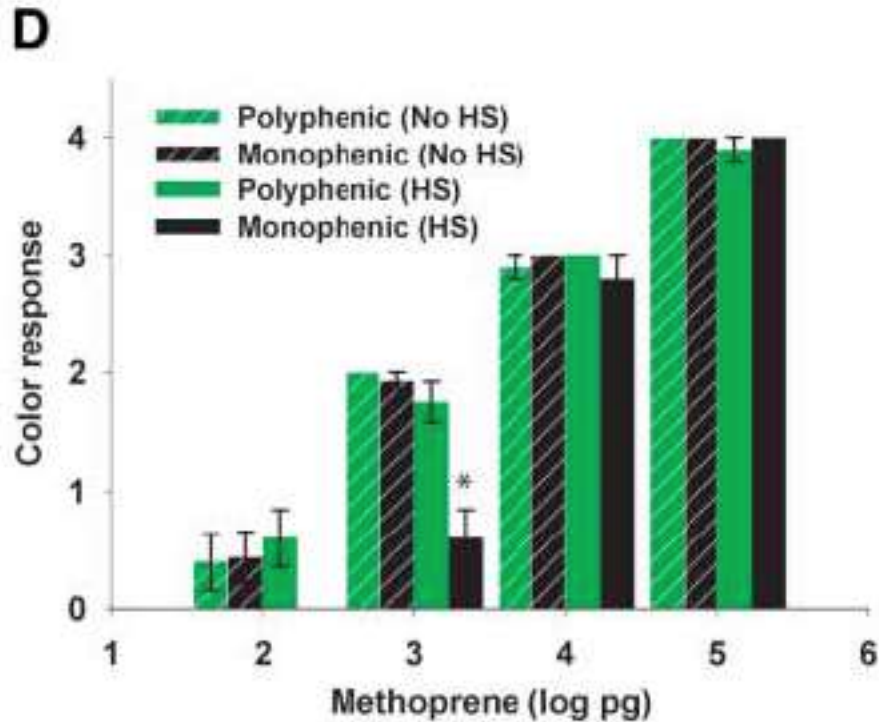 D
Polyphenic (No HS)
Monophenic (No HS)
Polyphenic (HS)
Monophenic (HS)
Color response
4
3
2
1
0
*
1 2 3 4 5 6
Methoprene (log pg)